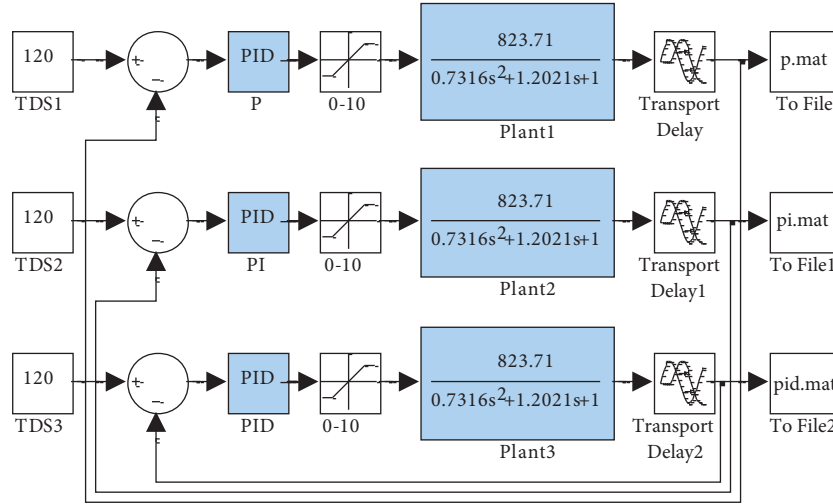 120
TDS1
+
−
PID
P
0-10
823.71
0.7316s²+1.2021s+1
Plant1
Transport
Delay
p.mat
To File
120
TDS2
+
−
PID
PI
0-10
823.71
0.7316s²+1.2021s+1
Plant2
Transport
Delay1
pi.mat
To File1
120
TDS3
+
−
PID
PID
0-10
823.71
0.7316s²+1.2021s+1
Plant3
Transport
Delay2
pid.mat
To File2